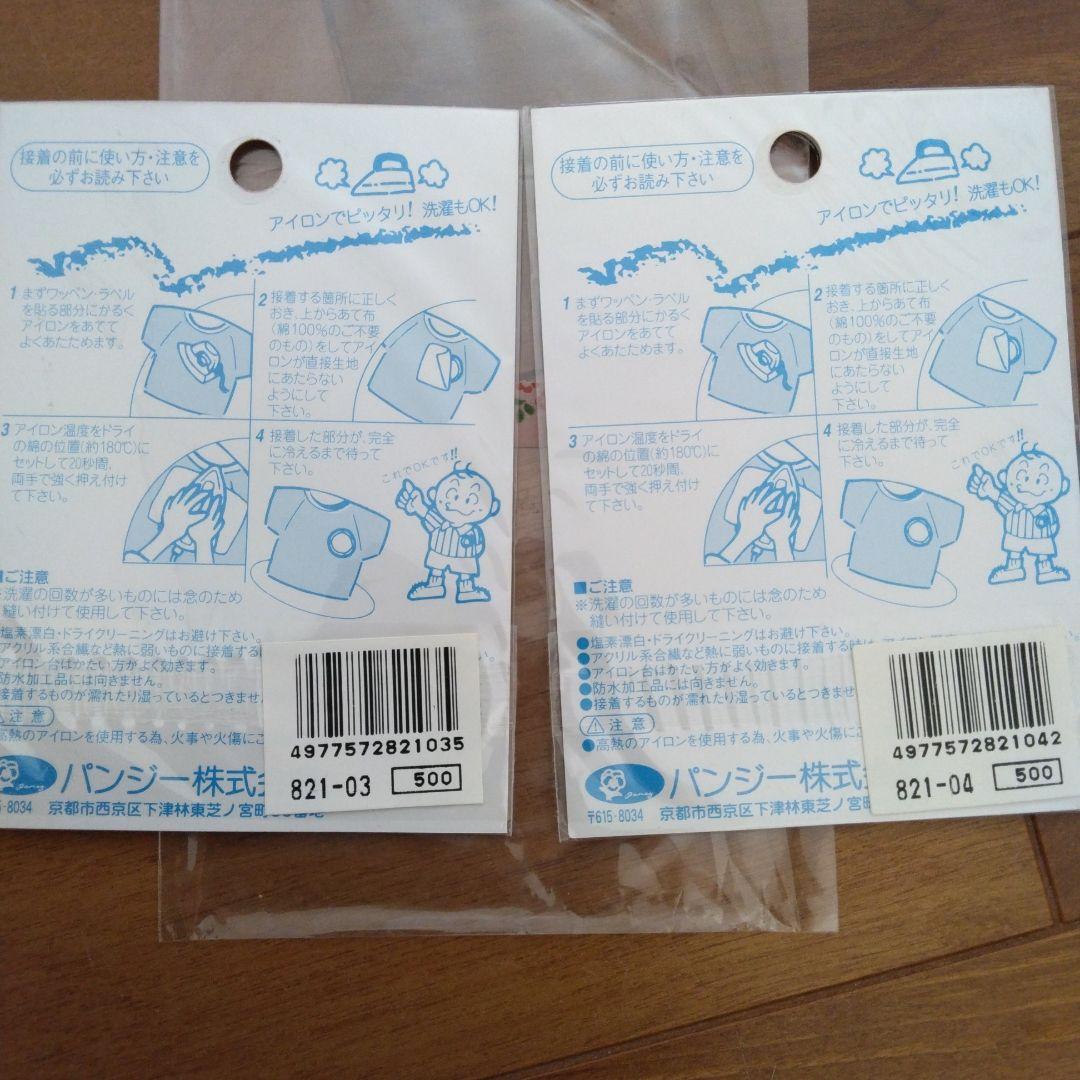 接着の前に使い方・注意を
必ずお読み下さい
アイロンでピッタリ! 洗濯もOK!
1 まずワッペン・ラベル
を貼る部分にかるく
アイロンをあてて
よくあたためます。
2 接着する箇所に正しく
おき、上からあて布
(綿100%のご不要
のもの)をしてアイ
ロンが直接生地
にあたらない
ようにして
下さい。
3 アイロン温度をドライ
の綿の位置(約180℃)に
セットして20秒間、
両手で強く押え付け
て下さい。
4 接着した部分が、完全
に冷えるまで待って
下さい。
これでOKです!!
ご注意
※洗濯の回数が多いものには念のため
縫い付けて使用して下さい。
塩素漂白・ドライクリーニングはお避け下さい。
アクリル系合繊など熱に弱いものに接着する時
アイロン台はかたい方がよく効きます。
防水加工品には向きません。
接着するものが濡れたり湿っているとつきませ
注意
高熱のアイロンを使用する為、火事や火傷にご
パンジー株式
8034 京都市西京区下津林東芝ノ宮町
4977572821035
821-03 500
接着の前に使い方・注意を
必ずお読み下さい
アイロンでピッタリ! 洗濯もOK!
1 まずワッペン・ラベル
を貼る部分にかるく
アイロンをあてて
よくあたためます。
2 接着する箇所に正しく
おき、上からあて布
(綿100%のご不要
のもの)をしてアイ
ロンが直接生地
にあたらない
ようにして
下さい。
3 アイロン温度をドライ
の綿の位置(約180℃)に
セットして20秒間、
両手で強く押え付け
て下さい。
4 接着した部分が、完全
に冷えるまで待って
下さい。
これでOKです!!
■ご注意
※洗濯の回数が多いものには念のため
縫い付けて使用して下さい。
●塩素漂白・ドライクリーニングはお避け下さい。
●アクリル系合繊など熱に弱いものに接着する時は、アイロン
●アイロン台はかたい方がよく効きます。
●防水加工品には向きません。
●接着するものが濡れたり湿っているとつきませ
⚠注意
●高熱のアイロンを使用する為、火事や火傷にご
パンジー株式
〒615-8034 京都市西京区下津林東芝ノ宮町
4977572821042
821-04 500